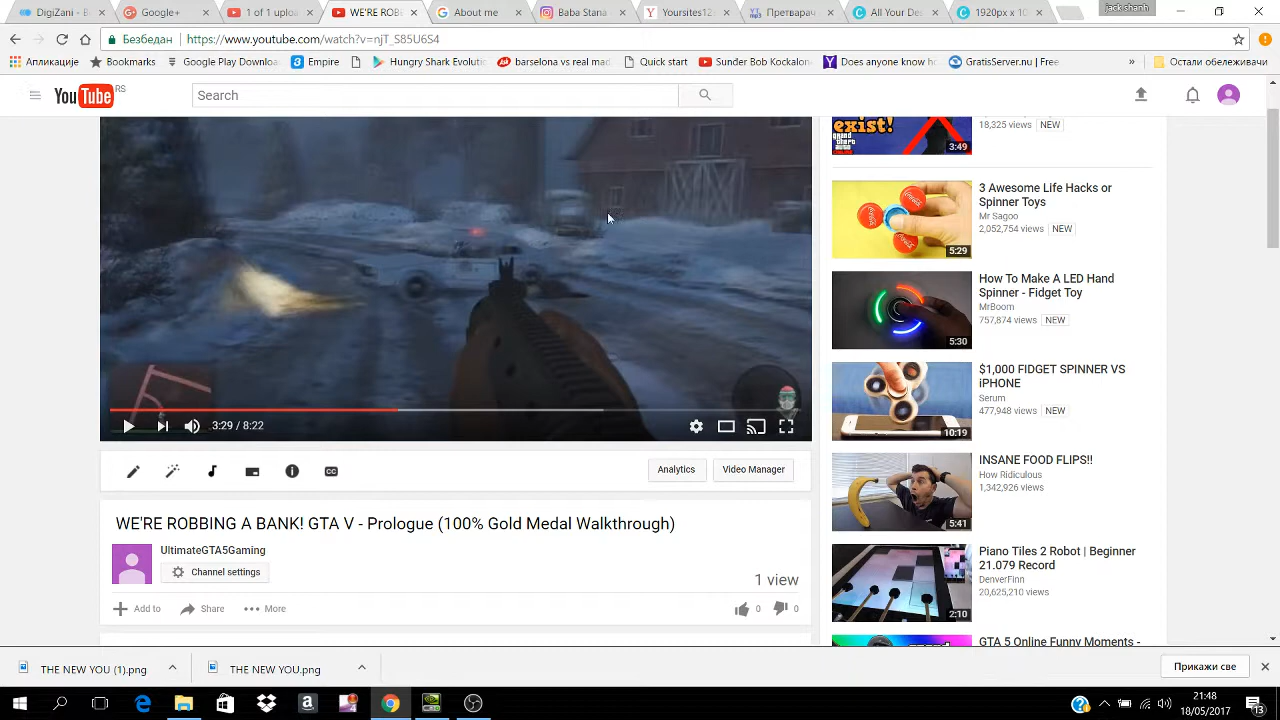 DigiZani - Be
Google+
1 of 1 uploa
WE'RE ROBB
About me
Baba Stana
Yoursites12
Претварач
All Your De
1920px x 10
jackshanh
Безбедан
https://www.youtube.com/watch?v=njT_S85U6S4
Апликације
Bookmarks
Google Play Downloa
Empire
Hungry Shark Evoluti
barselona vs real mad
Quick start
Sunder Bob Kockalon
Does anyone know ho
GratisServer.nu | Free
»
Остали обележивачи
YouTube RS
Search
exist!
18,325 views NEW
3:49
3 Awesome Life Hacks or
Spinner Toys
Mr Sagoo
2,052,754 views NEW
5:29
How To Make A LED Hand
Spinner - Fidget Toy
MrBoom
757,874 views NEW
5:30
$1,000 FIDGET SPINNER VS
iPHONE
Serum
477,948 views NEW
10:19
INSANE FOOD FLIPS!!
How Ridiculous
1,342,926 views
5:41
Piano Tiles 2 Robot | Beginner
21.079 Record
DenverFinn
20,625,210 views
2:10
GTA 5 Online Funny Moments -
3:29 / 8:22
CC
Analytics
Video Manager
WE'RE ROBBING A BANK! GTA V - Prologue (100% Gold Medal Walkthrough)
Channel settings
1 view
Add to
Share
More
0
0
THE NEW YOU (1).png
THE NEW YOU.png
Прикажи све
21:48
18/05/2017